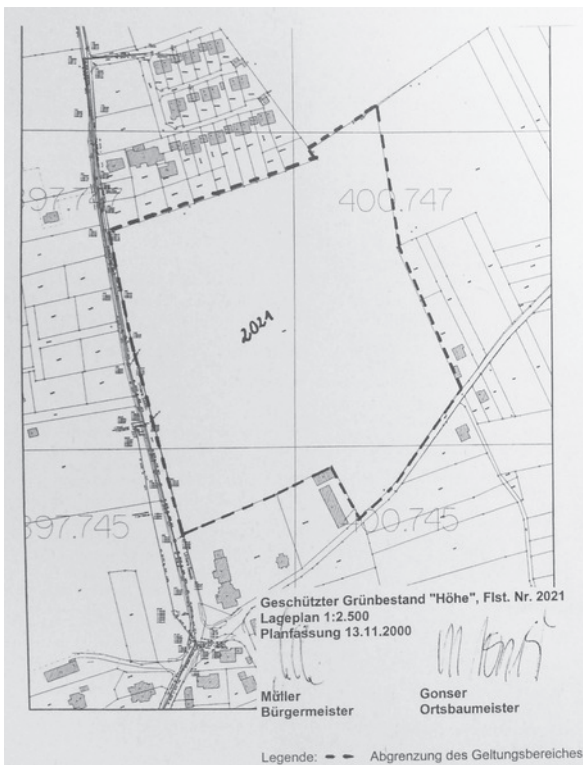 397.747
400.747
2021
397.745
400.745
Geschützter Grünbestand "Höhe", Flst. Nr. 2021
Lageplan 1:2.500
Planfassung 13.11.2000
Müller
Bürgermeister
Gonser
Ortsbaumeister
Legende: Abgrenzung des Geltungsbereiches